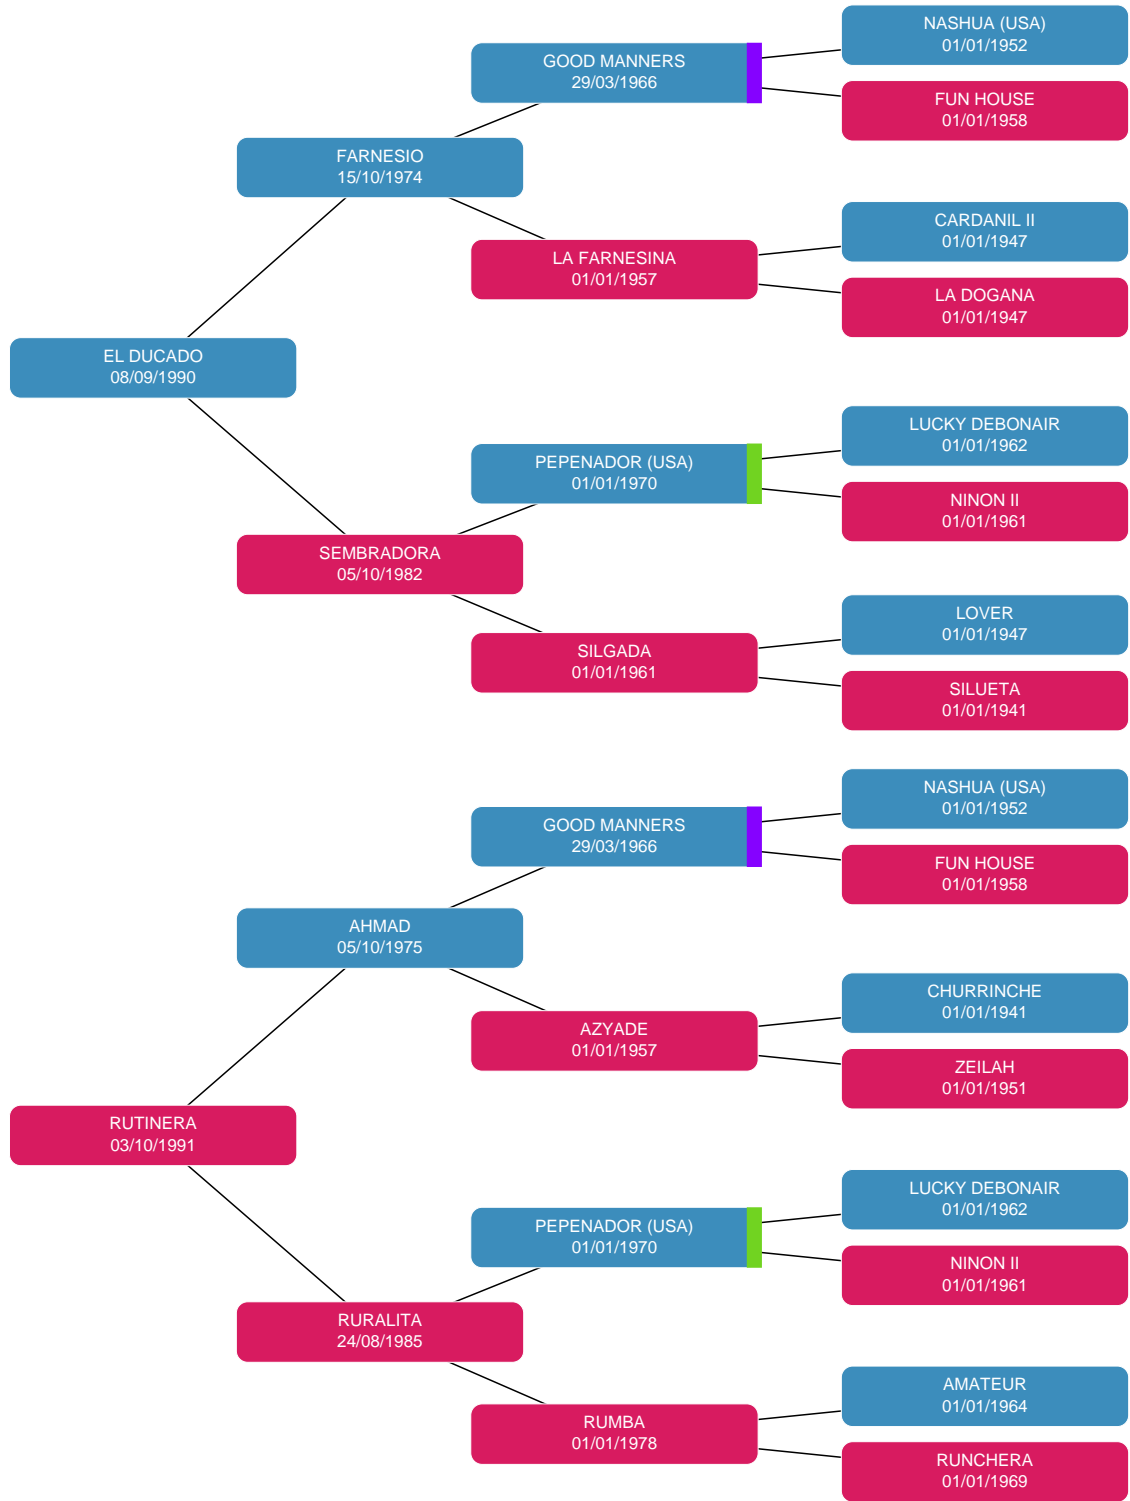 NASHUA (USA)
01/01/1952
GOOD MANNERS
29/03/1966
FUN HOUSE
01/01/1958
FARNESIO
15/10/1974
CARDANIL II
01/01/1947
LA FARNESINA
01/01/1957
LA DOGANA
01/01/1947
EL DUCADO
08/09/1990
LUCKY DEBONAIR
01/01/1962
PEPENADOR (USA)
01/01/1970
NINON II
01/01/1961
SEMBRADORA
05/10/1982
LOVER
01/01/1947
SILGADA
01/01/1961
SILUETA
01/01/1941
NASHUA (USA)
01/01/1952
GOOD MANNERS
29/03/1966
FUN HOUSE
01/01/1958
AHMAD
05/10/1975
CHURRINCHE
01/01/1941
AZYADE
01/01/1957
ZEILAH
01/01/1951
RUTINERA
03/10/1991
LUCKY DEBONAIR
01/01/1962
PEPENADOR (USA)
01/01/1970
NINON II
01/01/1961
RURALITA
24/08/1985
AMATEUR
01/01/1964
RUMBA
01/01/1978
RUNCHERA
01/01/1969